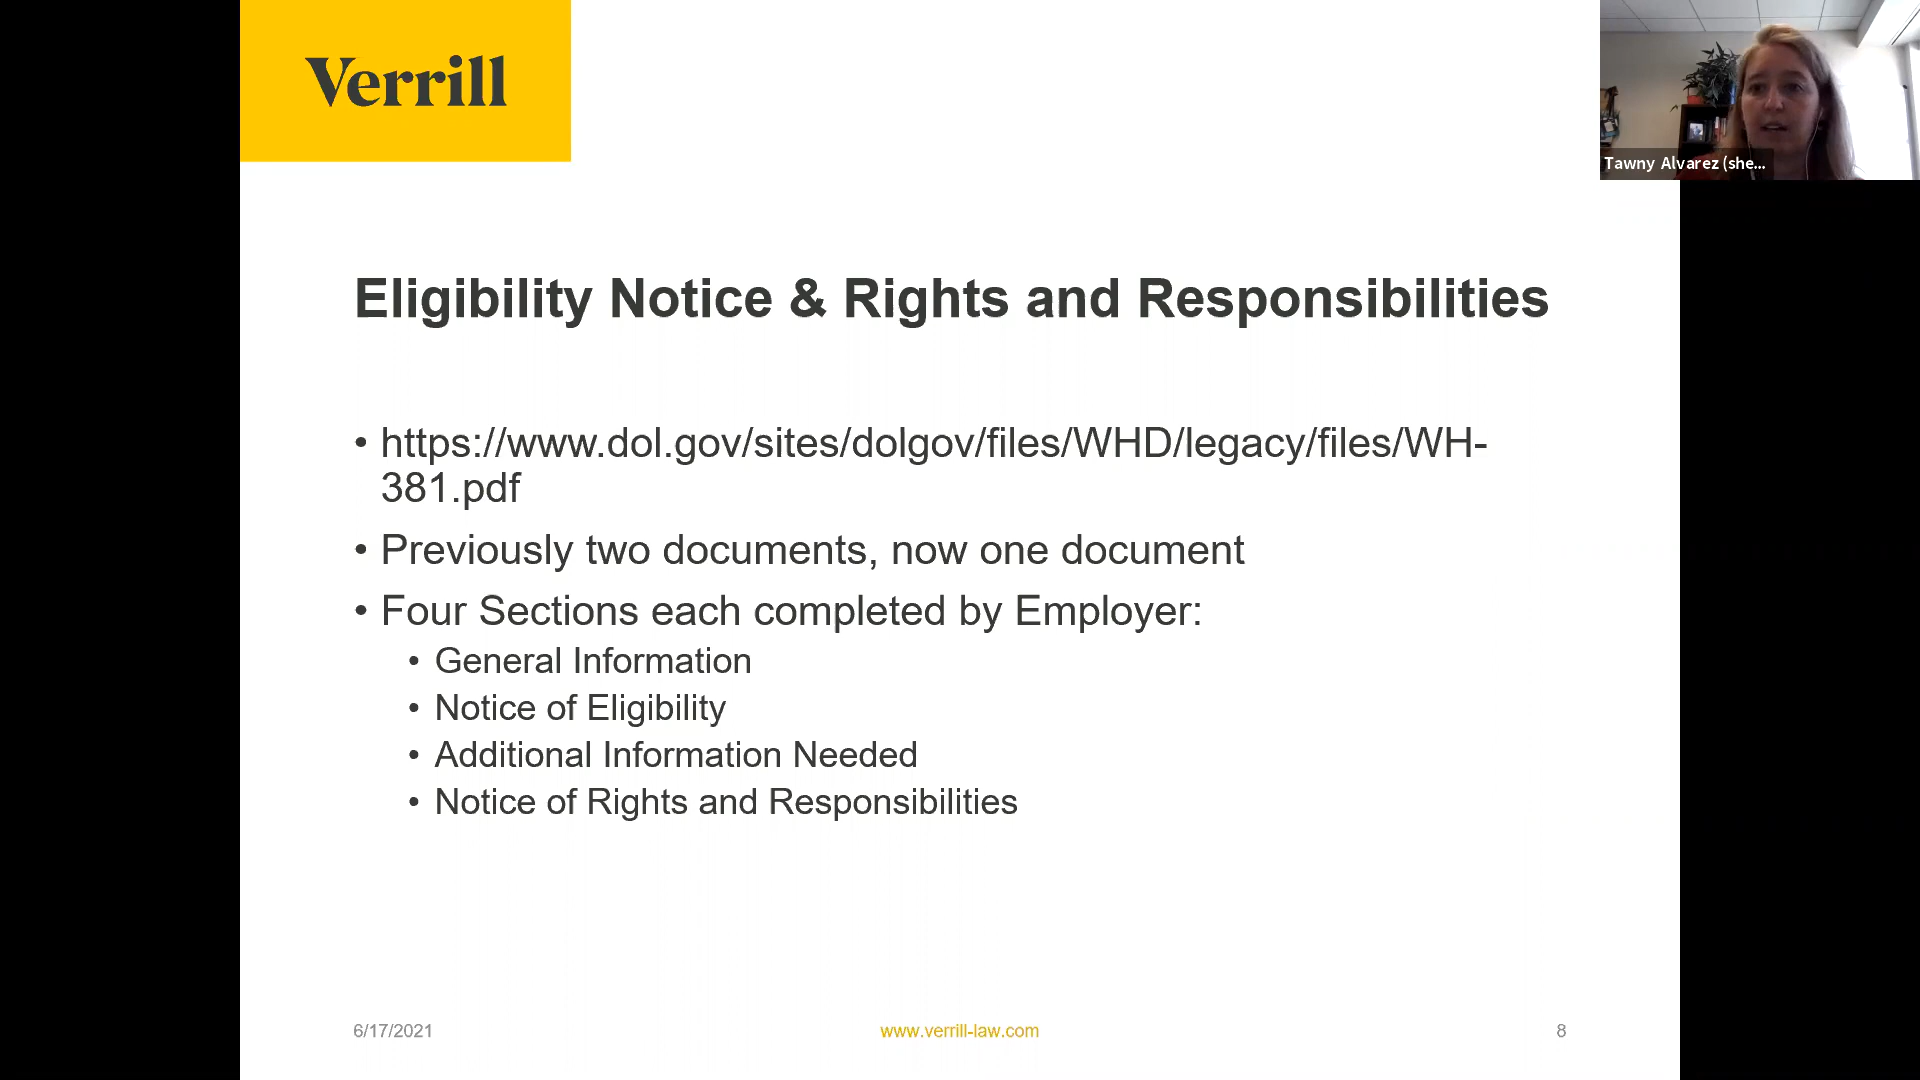 Verrill
Tawny Alvarez (she...
Eligibility Notice & Rights and Responsibilities
• https://www.dol.gov/sites/dolgov/files/WHD/legacy/files/WH-
381.pdf
• Previously two documents, now one document
• Four Sections each completed by Employer:
• General Information
• Notice of Eligibility
• Additional Information Needed
• Notice of Rights and Responsibilities
6/17/2021
www.verrill-law.com
8